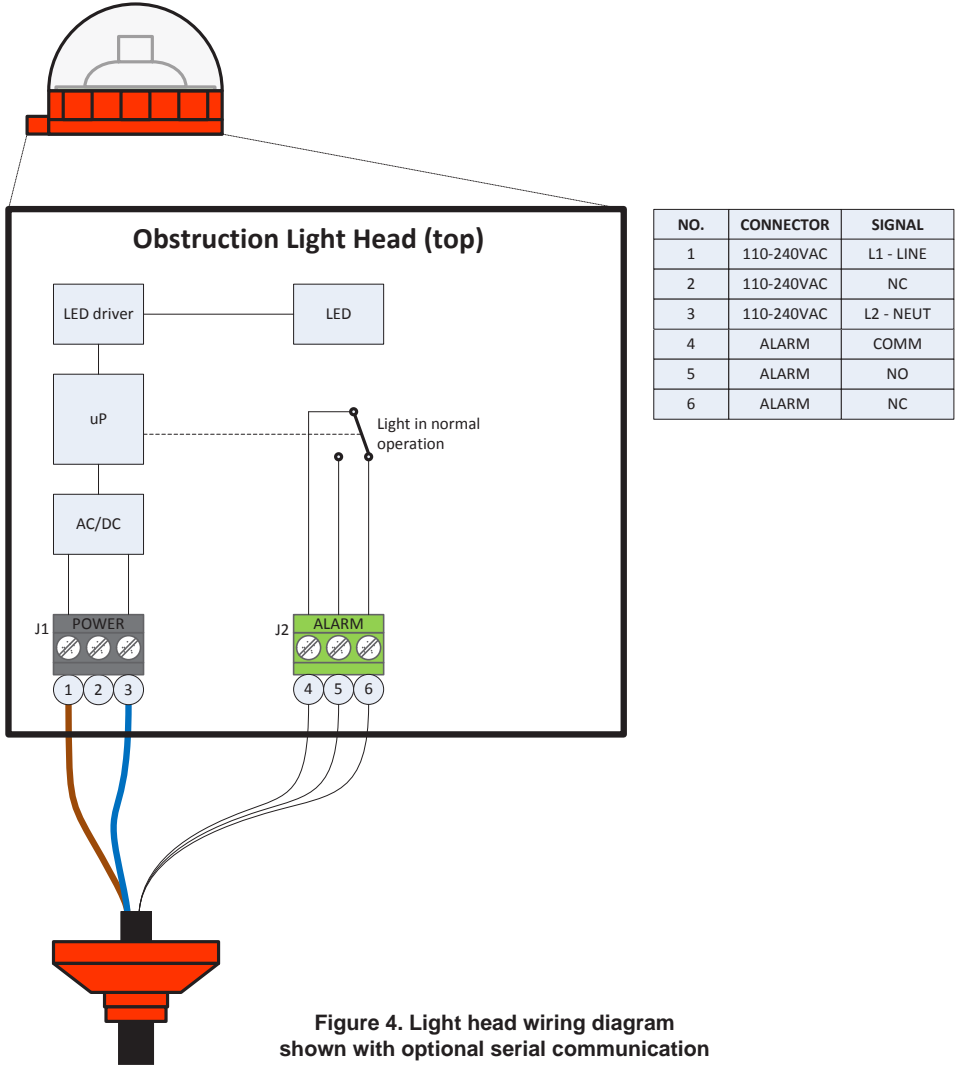 Obstruction Light Head (top)
LED driver
LED
uP
Light in normal
operation
AC/DC
J1
POWER
J2
ALARM
1 2 3
4 5 6
NO. CONNECTOR SIGNAL
1 110-240VAC L1 - LINE
2 110-240VAC NC
3 110-240VAC L2 - NEUT
4 ALARM COMM
5 ALARM NO
6 ALARM NC
Figure 4. Light head wiring diagram
shown with optional serial communication